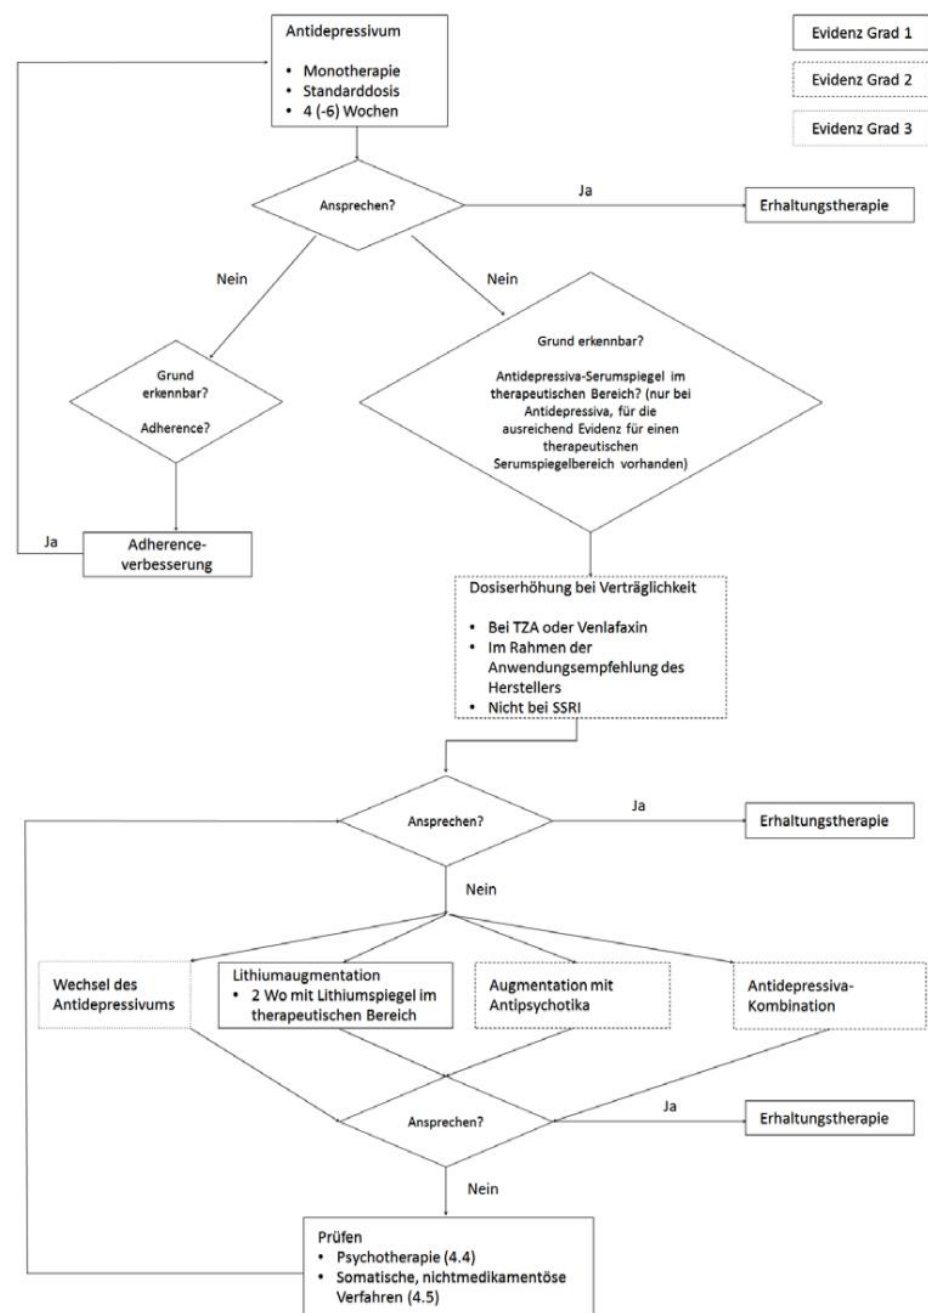 Antidepressivum
• Monotherapie
• Standarddosis
• 4 (-6) Wochen
Evidenz Grad 1
Evidenz Grad 2
Evidenz Grad 3
Ansprechen?
Ja
Erhaltungstherapie
Nein
Nein
Grund
erkennbar?
Adherence?
Grund erkennbar?
Antidepressiva-Serumspiegel im
therapeutischen Bereich? (nur bei
Antidepressiva, für die
ausreichend Evidenz für einen
therapeutischen
Serumspiegelbereich vorhanden)
Ja
Adherence-
verbesserung
Dosiserhöhung bei Verträglichkeit
• Bei TZA oder Venlafaxin
• Im Rahmen der
Anwendungsempfehlung des
Herstellers
• Nicht bei SSRI
Ansprechen?
Ja
Erhaltungstherapie
Nein
Wechsel des
Antidepressivums
Lithiumaugmentation
• 2 Wo mit Lithiumspiegel im
therapeutischen Bereich
Augmentation mit
Antipsychotika
Antidepressiva-
Kombination
Ansprechen?
Ja
Erhaltungstherapie
Nein
Prüfen
• Psychotherapie (4.4)
• Somatische, nichtmedikamentöse
Verfahren (4.5)